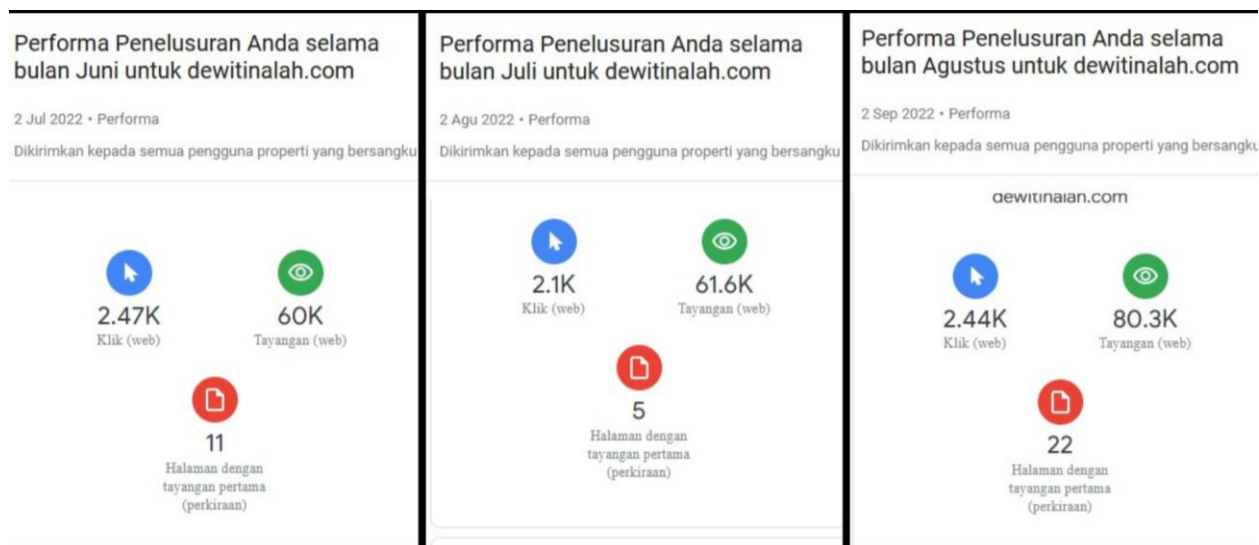 Performa Penelusuran Anda selama
bulan Juni untuk dewitinalah.com
2 Jul 2022 • Performa
Dikirimkan kepada semua pengguna properti yang bersangku
2.47K
Klik (web)
60K
Tayangan (web)
11
Halaman dengan
tayangan pertama
(perkiraan)
Performa Penelusuran Anda selama
bulan Juli untuk dewitinalah.com
2 Agu 2022 • Performa
Dikirimkan kepada semua pengguna properti yang bersangku
2.1K
Klik (web)
61.6K
Tayangan (web)
5
Halaman dengan
tayangan pertama
(perkiraan)
Performa Penelusuran Anda selama
bulan Agustus untuk dewitinalah.com
2 Sep 2022 • Performa
Dikirimkan kepada semua pengguna properti yang bersangku
dewitinalah.com
2.44K
Klik (web)
80.3K
Tayangan (web)
22
Halaman dengan
tayangan pertama
(perkiraan)